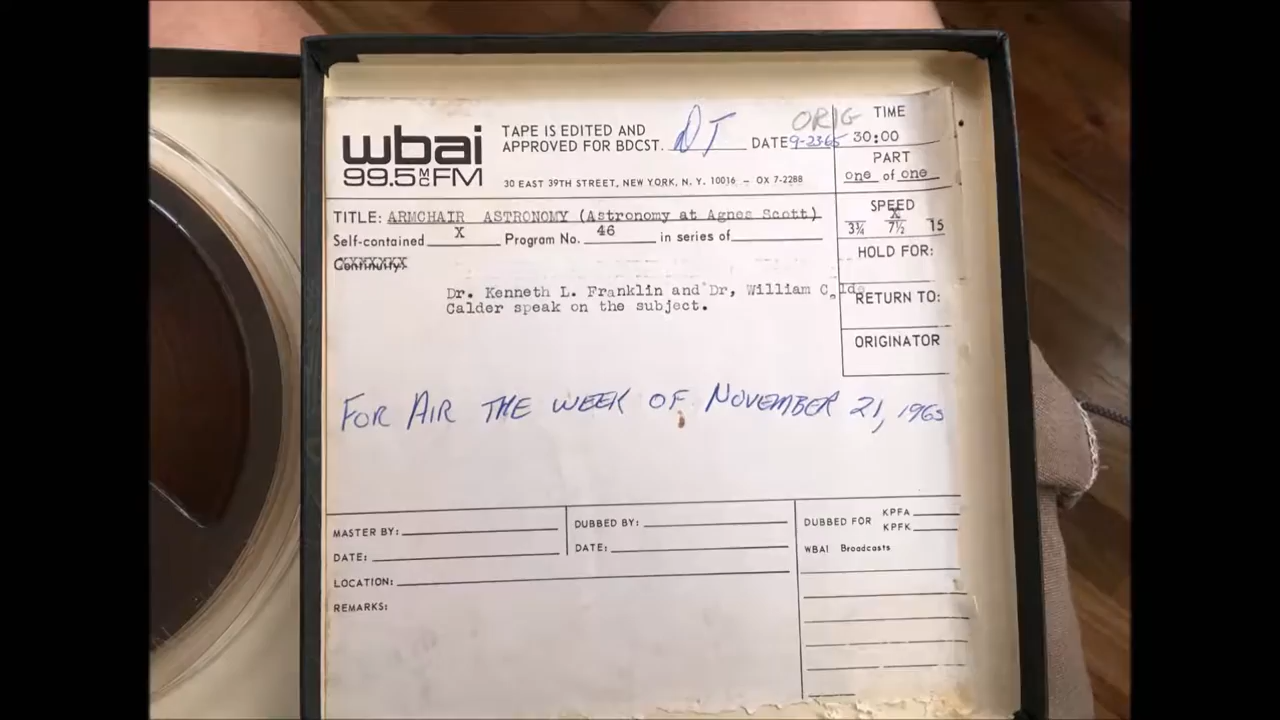 wbai
99.5 MC FM
TAPE IS EDITED AND
APPROVED FOR BDCST. DT DATE 9-2365
ORIG
30 EAST 39TH STREET, NEW YORK, N. Y. 10016 – OX 7-2288
TIME
30:00
PART
one of one
SPEED
X
3¾ 7½ 15
HOLD FOR:
RETURN TO:
ORIGINATOR
TITLE: ARMCHAIR ASTRONOMY (Astronomy at Agnes Scott)
Self-contained X Program No. 46 in series of
Dr. Kenneth L. Franklin and Dr, William C.
Calder speak on the subject.
FOR AIR THE WEEK OF NOVEMBER 21, 1965
MASTER BY:
DATE:
DUBBED BY:
DATE:
LOCATION:
REMARKS:
DUBBED FOR KPFA
KPFK
WBAI Broadcasts